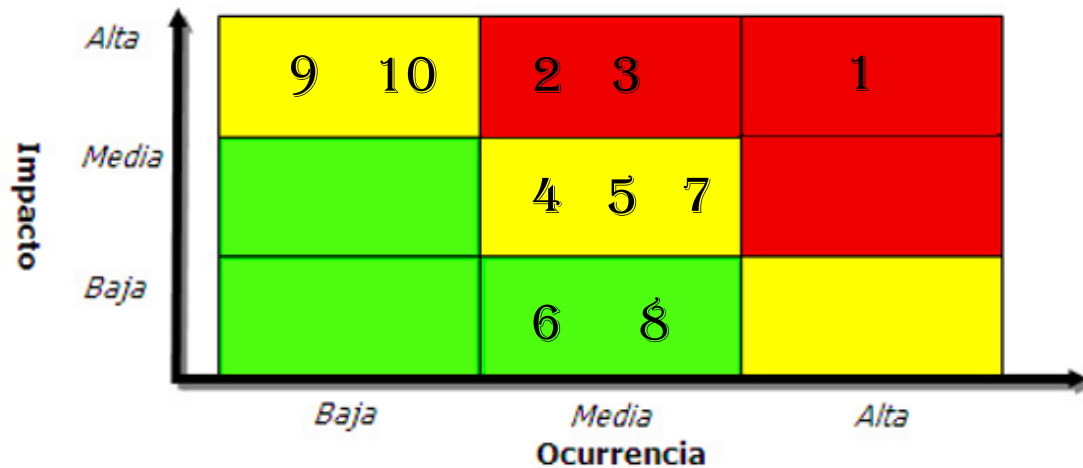 Alta
9 10 2 3 1
Impacto
Media
4 5 7
Baja
6 8
Baja Media Alta
Ocurrencia